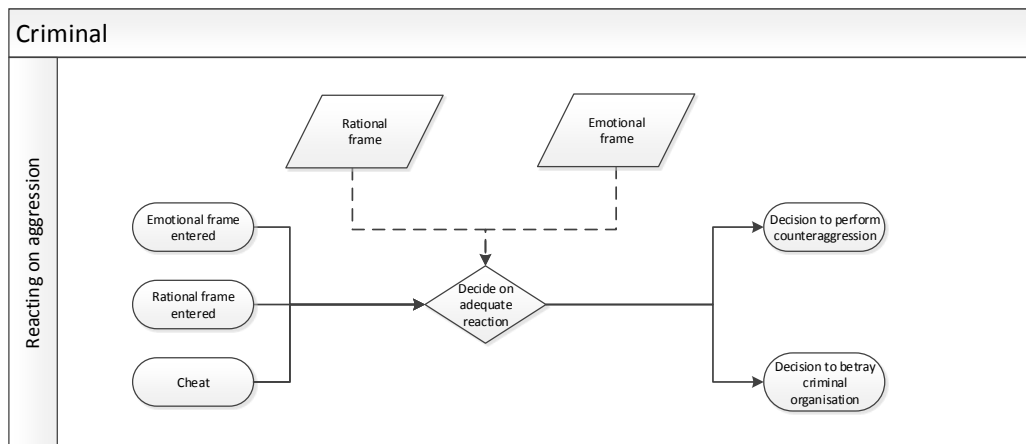 Criminal
Reacting on aggression
Rational
frame
Emotional
frame
Emotional frame
entered
Rational frame
entered
Cheat
Decide on
adequate
reaction
Decision to perform
counteraggression
Decision to betray
criminal
organisation